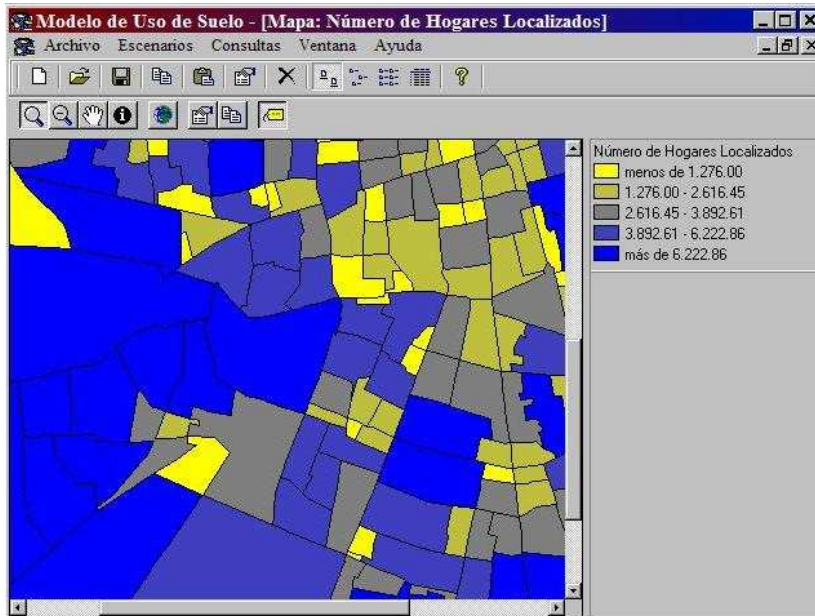 Modelo de Uso de Suelo - [Mapa: Número de Hogares Localizados]
Archivo Escenarios Consultas Ventana Ayuda
Número de Hogares Localizados
menos de 1.276.00
1.276.00 - 2.616.45
2.616.45 - 3.892.61
3.892.61 - 6.222.86
más de 6.222.86